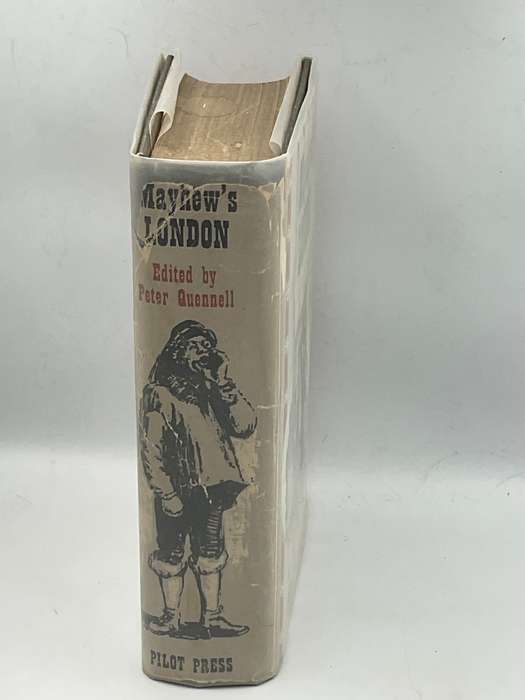 Mayhew's
LONDON
Edited by
Peter Quennell
PILOT PRESS